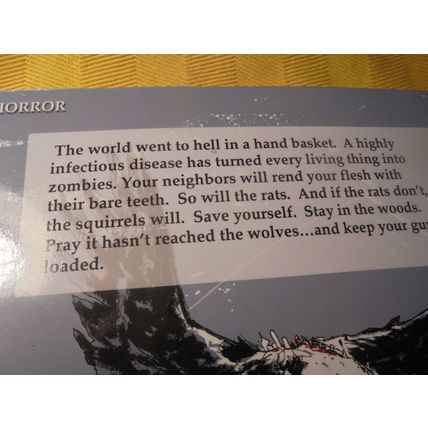 HORROR
The world went to hell in a hand basket. A highly
infectious disease has turned every living thing into
zombies. Your neighbors will rend your flesh with
their bare teeth. So will the rats. And if the rats don't,
the squirrels will. Save yourself. Stay in the woods.
Pray it hasn't reached the wolves...and keep your gun
loaded.